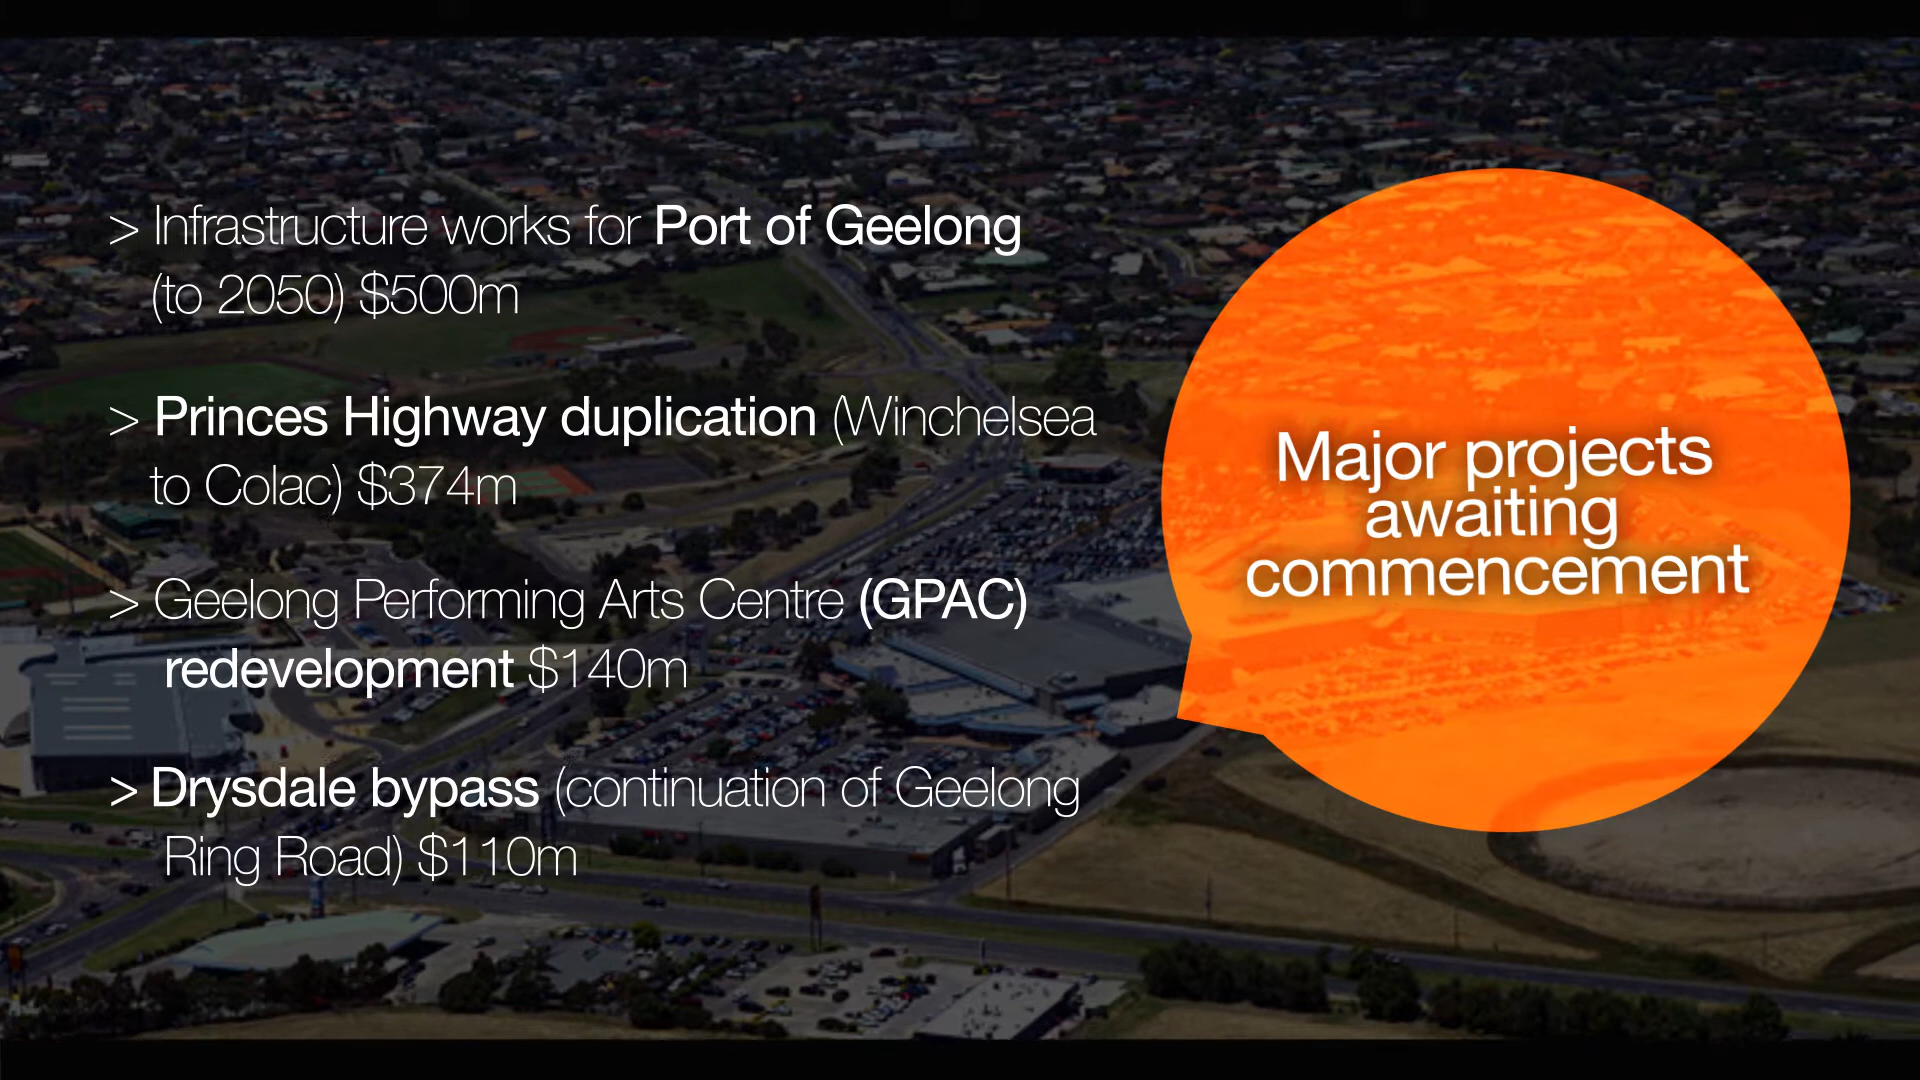 > Infrastructure works for Port of Geelong
(to 2050) $500m
> Princes Highway duplication (Winchelsea
to Colac) $374m
> Geelong Performing Arts Centre (GPAC)
redevelopment $140m
> Drysdale bypass (continuation of Geelong
Ring Road) $110m
Major projects
awaiting
commencement